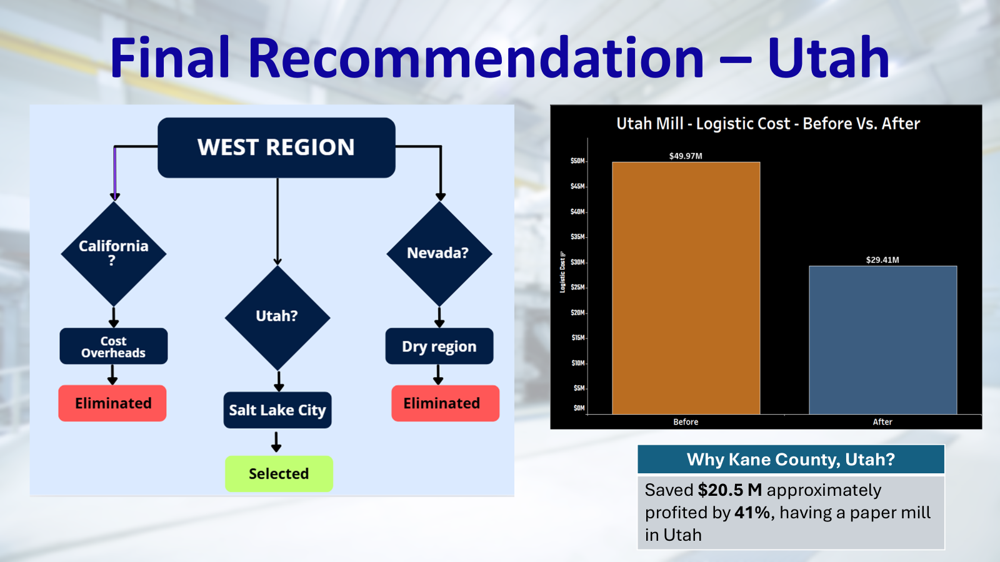 Final Recommendation – Utah
WEST REGION
California
?
Nevada?
Utah?
Cost
Overheads
Dry region
Eliminated
Salt Lake City
Eliminated
Selected
Utah Mill - Logistic Cost - Before Vs. After
$49.97M
$29.41M
$50M
$45M
$40M
$35M
$30M
$25M
$20M
$15M
$10M
$5M
$0M
Logistic Cost
Before
After
Why Kane County, Utah?
Saved $20.5 M approximately
profited by 41%, having a paper mill
in Utah